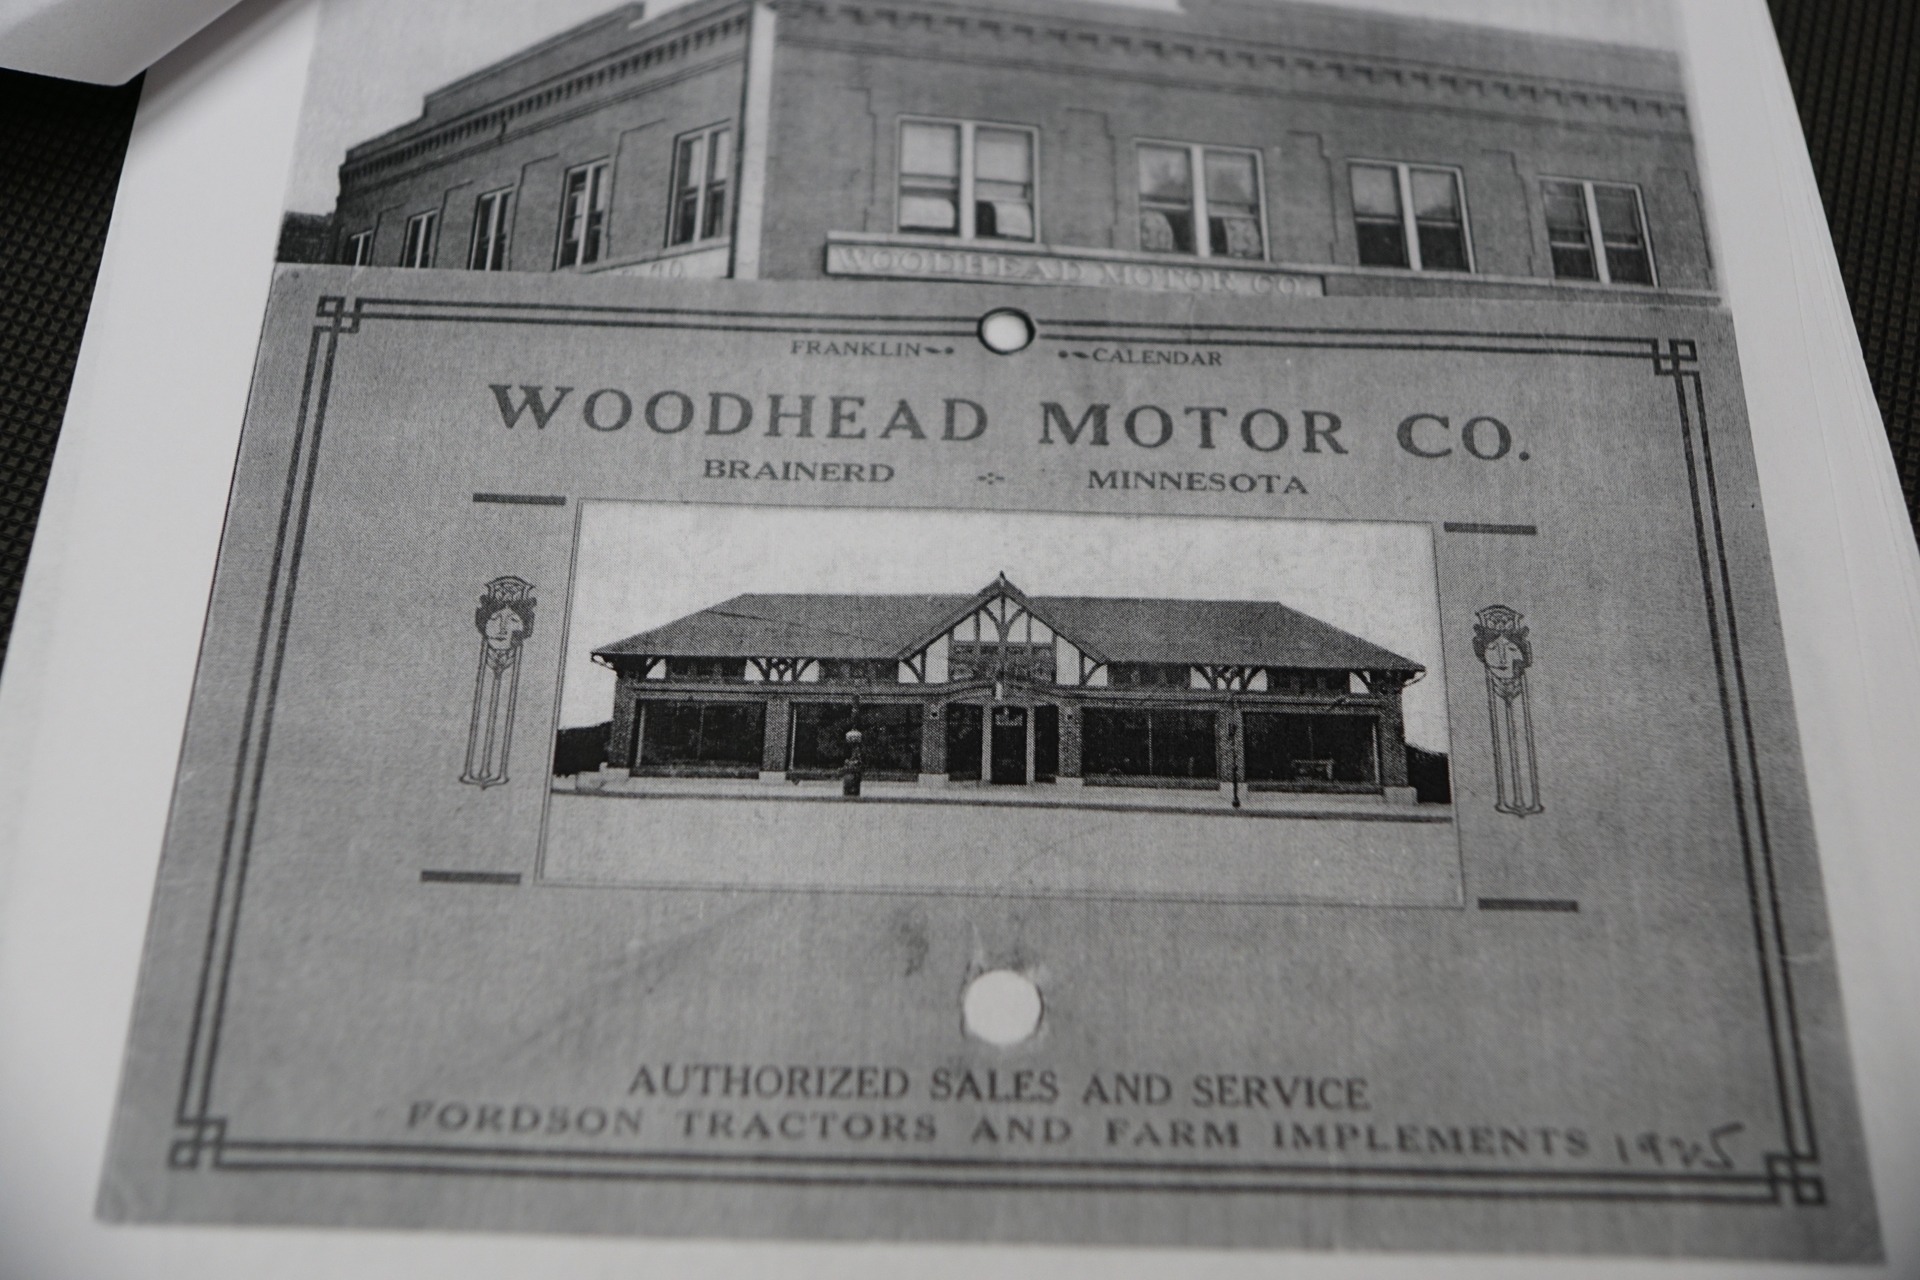 WOODHEAD MOTOR CO.
FRANKLIN CALENDAR
WOODHEAD MOTOR CO.
BRAINERD MINNESOTA
AUTHORIZED SALES AND SERVICE
FORDSON TRACTORS AND FARM IMPLEMENTS 1925